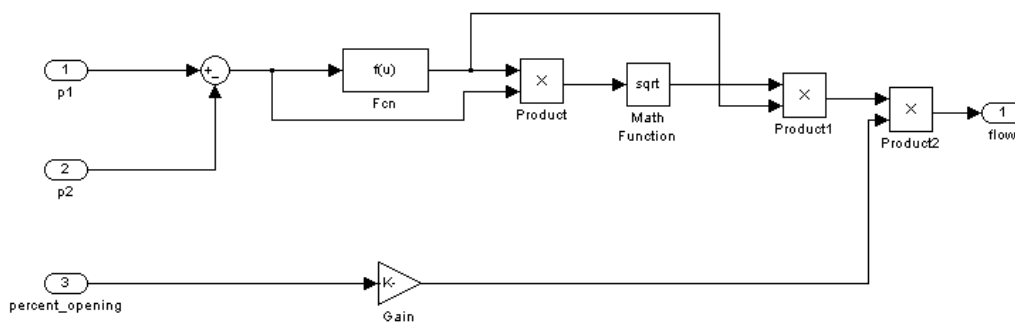 1
p1
+
-
f(u)
Fcn
×
Product
sqrt
Math
Function
×
Product1
×
Product2
1
flow
2
p2
3
percent_opening
K-
Gain